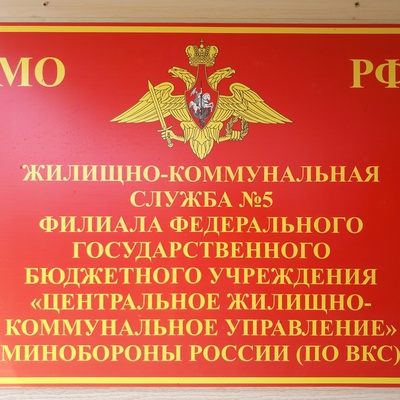 МО РФ
ЖИЛИЩНО-КОММУНАЛЬНАЯ
СЛУЖБА №5
ФИЛИАЛА ФЕДЕРАЛЬНОГО
ГОСУДАРСТВЕННОГО
БЮДЖЕТНОГО УЧРЕЖДЕНИЯ
«ЦЕНТРАЛЬНОЕ ЖИЛИЩНО-
КОММУНАЛЬНОЕ УПРАВЛЕНИЕ»
МИНОБОРОНЫ РОССИИ (ПО ВКС)